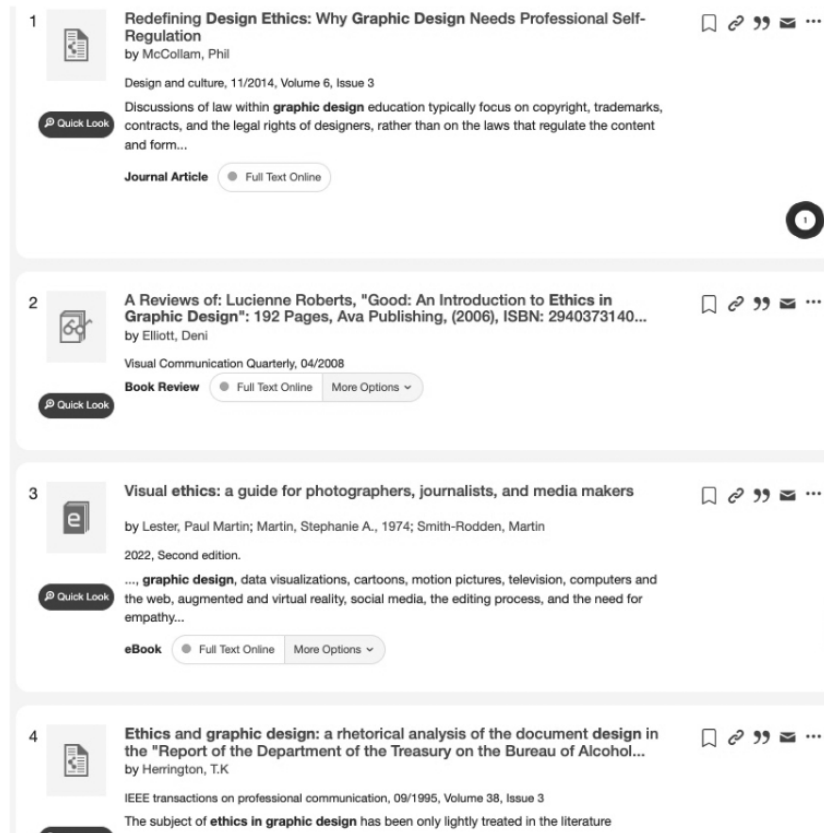 1
Redefining Design Ethics: Why Graphic Design Needs Professional Self-
Regulation
by McCollam, Phil
Design and culture, 11/2014, Volume 6, Issue 3
Quick Look
Discussions of law within graphic design education typically focus on copyright, trademarks,
contracts, and the legal rights of designers, rather than on the laws that regulate the content
and form...
Journal Article Full Text Online
1
2
A Reviews of: Lucienne Roberts, "Good: An Introduction to Ethics in
Graphic Design": 192 Pages, Ava Publishing, (2006), ISBN: 2940373140...
by Elliott, Deni
Visual Communication Quarterly, 04/2008
Book Review Full Text Online More Options
Quick Look
3
Visual ethics: a guide for photographers, journalists, and media makers
by Lester, Paul Martin; Martin, Stephanie A., 1974; Smith-Rodden, Martin
2022, Second edition.
Quick Look
..., graphic design, data visualizations, cartoons, motion pictures, television, computers and
the web, augmented and virtual reality, social media, the editing process, and the need for
empathy...
eBook Full Text Online More Options
4
Ethics and graphic design: a rhetorical analysis of the document design in
the "Report of the Department of the Treasury on the Bureau of Alcohol...
by Herrington, T.K
IEEE transactions on professional communication, 09/1995, Volume 38, Issue 3
The subject of ethics in graphic design has been only lightly treated in the literature